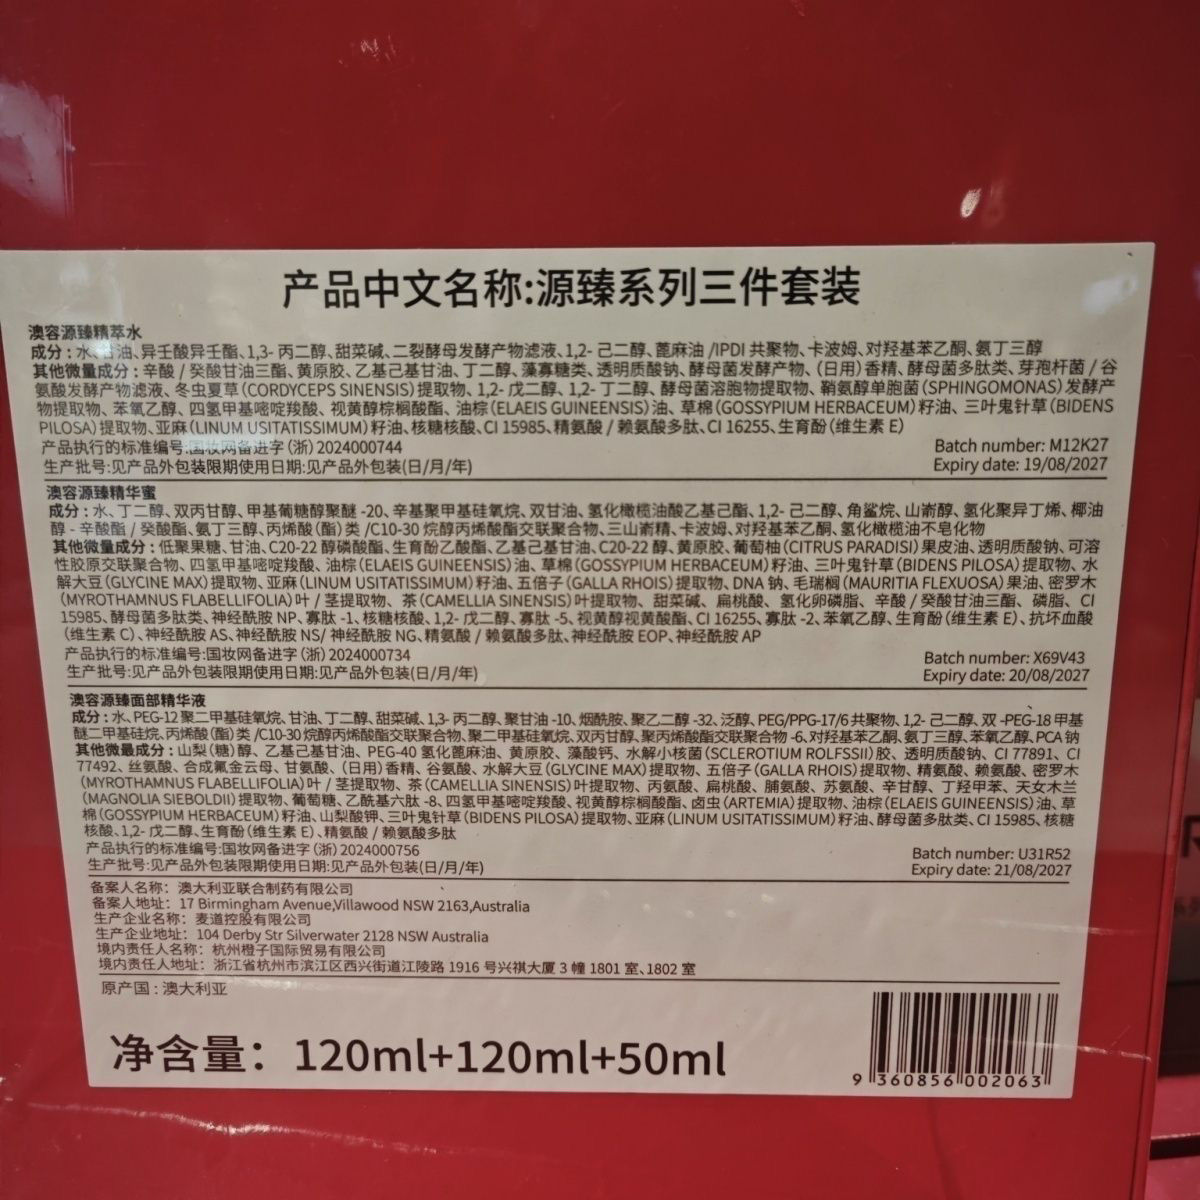 产品中文名称:源臻系列三件套装
澳容源臻精萃水
成分：水、甘油、异壬酸异壬酯、1,3-丙二醇、甜菜碱、二裂酵母发酵产物滤液、1,2-己二醇、蓖麻油/IPDI共聚物、卡波姆、对羟基苯乙酮、氨丁三醇
其他微量成分：辛酸/癸酸甘油三酯、黄原胶、乙基己基甘油、丁二醇、藻寡糖类、透明质酸钠、酵母菌发酵产物、(日用)香精、酵母菌多肽类、芽孢杆菌/谷
氨酸发酵产物滤液、冬虫夏草(CORDYCEPS SINENSIS)提取物、1,2-戊二醇、1,2-丁二醇、酵母菌溶胞物提取物、鞘氨醇单胞菌(SPHINGOMONAS)发酵产
物提取物、苯氧乙醇、四氢甲基嘧啶羧酸、视黄醇棕榈酸酯、油棕(ELAEIS GUINEENSIS)油、草棉(GOSSYPIUM HERBACEUM)籽油、三叶鬼针草(BIDENS
PILOSA)提取物、亚麻(LINUM USITATISSIMUM)籽油、核糖核酸、CI 15985、精氨酸/赖氨酸多肽、CI 16255、生育酚(维生素E)
产品执行的标准编号:国妆网备进字(浙)2024000744
Batch number: M12K27
生产批号:见产品外包装限期使用日期:见产品外包装(日/月/年)
Expiry date: 19/08/2027
澳容源臻精华蜜
成分：水、丁二醇、双丙甘醇、甲基葡糖醇聚醚-20、辛基聚甲基硅氧烷、双甘油、氢化橄榄油酸乙基己酯、1,2-己二醇、角鲨烷、山嵛醇、氢化聚异丁烯、椰油
醇-辛酸酯/癸酸酯、氨丁三醇、丙烯酸(酯)类/C10-30烷醇丙烯酸酯交联聚合物、三山嵛精、卡波姆、对羟基苯乙酮、氢化橄榄油不皂化物
其他微量成分：低聚果糖、甘油、C20-22醇磷酸酯、生育酚乙酸酯、乙基己基甘油、C20-22醇、黄原胶、葡萄柚(CITRUS PARADISI)果皮油、透明质酸钠、可溶
性胶原交联聚合物、四氢甲基嘧啶羧酸、油棕(ELAEIS GUINEENSIS)油、草棉(GOSSYPIUM HERBACEUM)籽油、三叶鬼针草(BIDENS PILOSA)提取物、水
解大豆(GLYCINE MAX)提取物、亚麻(LINUM USITATISSIMUM)籽油、五倍子(GALLA RHOIS)提取物、DNA钠、毛瑞榈(MAURITIA FLEXUOSA)果油、密罗木
(MYROTHAMNUS FLABELLIFOLIA)叶/茎提取物、茶(CAMELLIA SINENSIS)叶提取物、甜菜碱、扁桃酸、氢化卵磷脂、辛酸/癸酸甘油三酯、磷脂、CI
15985、酵母菌多肽类、神经酰胺NP、寡肽-1、核糖核酸、1,2-戊二醇、寡肽-5、视黄醇视黄酸酯、CI 16255、寡肽-2、苯氧乙醇、生育酚(维生素E)、抗坏血酸
(维生素C)、神经酰胺AS、神经酰胺NS/神经酰胺NG、精氨酸/赖氨酸多肽、神经酰胺EOP、神经酰胺AP
产品执行的标准编号:国妆网备进字(浙)2024000734
Batch number: X69V43
生产批号:见产品外包装限期使用日期:见产品外包装(日/月/年)
Expiry date: 20/08/2027
澳容源臻面部精华液
成分：水、PEG-12聚二甲基硅氧烷、甘油、丁二醇、甜菜碱、1,3-丙二醇、聚甘油-10、烟酰胺、聚乙二醇-32、泛醇、PEG/PPG-17/6共聚物、1,2-己二醇、双-PEG-18甲基
醚二甲基硅烷、丙烯酸(酯)类/C10-30烷醇丙烯酸酯交联聚合物、聚二甲基硅氧烷、双丙甘醇、聚丙烯酸酯交联聚合物-6、对羟基苯乙酮、氨丁三醇、苯氧乙醇、PCA钠
其他微量成分：山梨(糖)醇、乙基己基甘油、PEG-40氢化蓖麻油、黄原胶、藻酸钙、水解小核菌(SCLEROTIUM ROLFSSII)胶、透明质酸钠、CI 77891、CI
77492、丝氨酸、合成氟金云母、甘氨酸、(日用)香精、谷氨酸、水解大豆(GLYCINE MAX)提取物、五倍子(GALLA RHOIS)提取物、精氨酸、赖氨酸、密罗木
(MYROTHAMNUS FLABELLIFOLIA)叶/茎提取物、茶(CAMELLIA SINENSIS)叶提取物、丙氨酸、扁桃酸、脯氨酸、苏氨酸、辛甘醇、丁羟甲苯、天女木兰
(MAGNOLIA SIEBOLDII)提取物、葡萄糖、乙酰基六肽-8、四氢甲基嘧啶羧酸、视黄醇棕榈酸酯、卤虫(ARTEMIA)提取物、油棕(ELAEIS GUINEENSIS)油、草
棉(GOSSYPIUM HERBACEUM)籽油、山梨酸钾、三叶鬼针草(BIDENS PILOSA)提取物、亚麻(LINUM USITATISSIMUM)籽油、酵母菌多肽类、CI 15985、核糖
核酸、1,2-戊二醇、生育酚(维生素E)、精氨酸/赖氨酸多肽
产品执行的标准编号:国妆网备进字(浙)2024000756
Batch number: U31R52
生产批号:见产品外包装限期使用日期:见产品外包装(日/月/年)
Expiry date: 21/08/2027
备案人名称：澳大利亚联合制药有限公司
备案人地址：17 Birmingham Avenue,Villawood NSW 2163,Australia
生产企业名称：麦道控股有限公司
生产企业地址：104 Derby Str Silverwater 2128 NSW Australia
境内责任人名称：杭州橙子国际贸易有限公司
境内责任人地址：浙江省杭州市滨江区西兴街道江陵路1916号兴祺大厦3幢1801室、1802室
原产国：澳大利亚
净含量：120ml+120ml+50ml
9 360856 002063